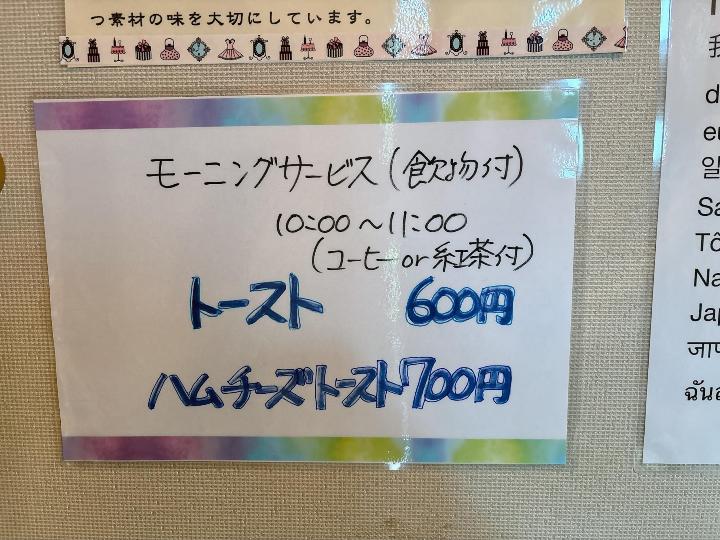 つ素材の味を大切にしています。
モーニングサービス(飲物付)
10:00～11:00
(コーヒーor紅茶付)
トースト 600円
ハムチーズトースト700円
我
d
일
Sa
Tô
Na
Jap
जाप
ฉัน